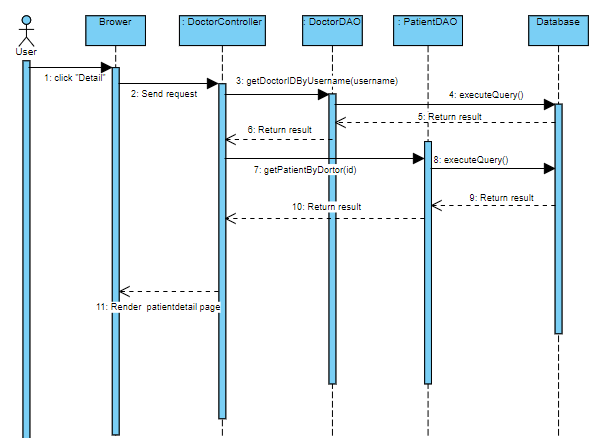 User
Brower
: DoctorController
: DoctorDAO
: PatientDAO
Database
1: click "Detail"
2: Send request
3: getDoctorIDByUsername(username)
4: executeQuery()
5: Return result
6: Return result
7: getPatientByDortor(id)
8: executeQuery()
9: Return result
10: Return result
11: Render patientdetail page